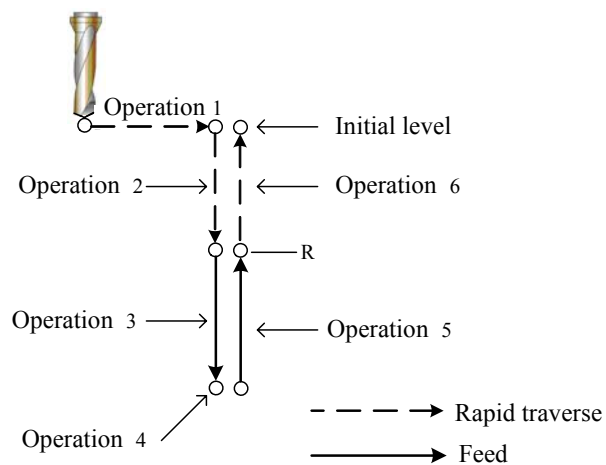 Operation 1
Initial level
Operation 2
Operation 6
R
Operation 3
Operation 5
Operation 4
Rapid traverse
Feed